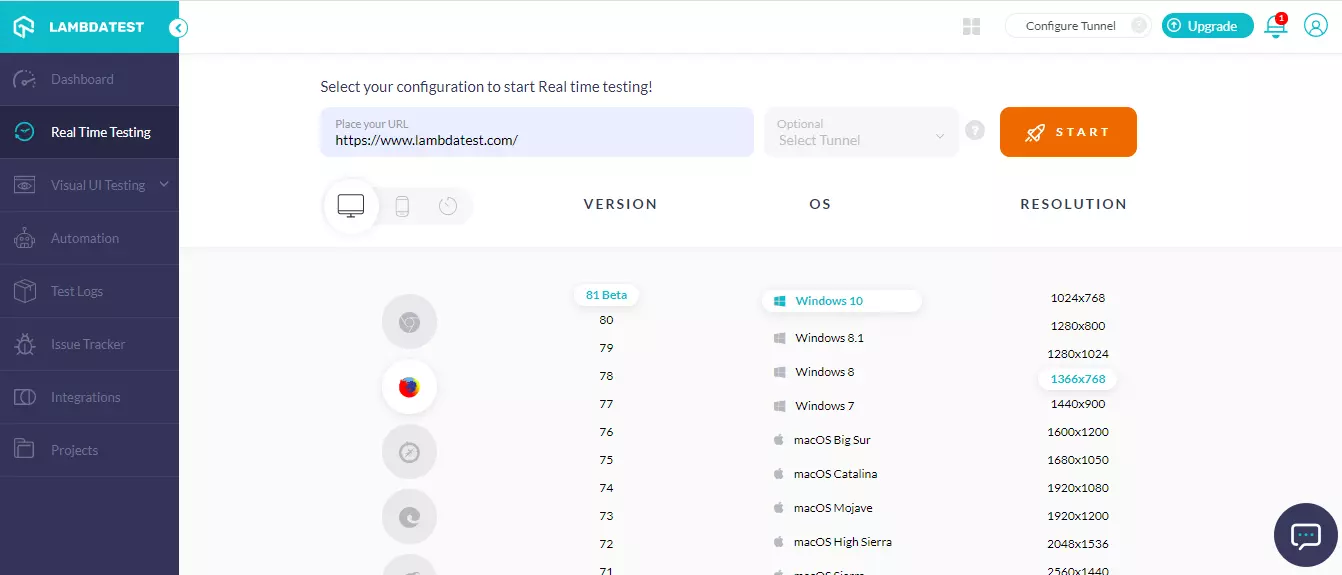 LAMBDATEST
Configure Tunnel ?
Upgrade
1
Dashboard
Real Time Testing
Visual UI Testing
Automation
Test Logs
Issue Tracker
Integrations
Projects
Select your configuration to start Real time testing!
Place your URL
https://www.lambdatest.com/
Optional
Select Tunnel
?
START
VERSION
OS
RESOLUTION
81 Beta
80
79
78
77
76
75
74
73
72
71
Windows 10
Windows 8.1
Windows 8
Windows 7
macOS Big Sur
macOS Catalina
macOS Mojave
macOS High Sierra
macOS Sierra
1024x768
1280x800
1280x1024
1366x768
1440x900
1600x1200
1680x1050
1920x1080
1920x1200
2048x1536
2560x1440